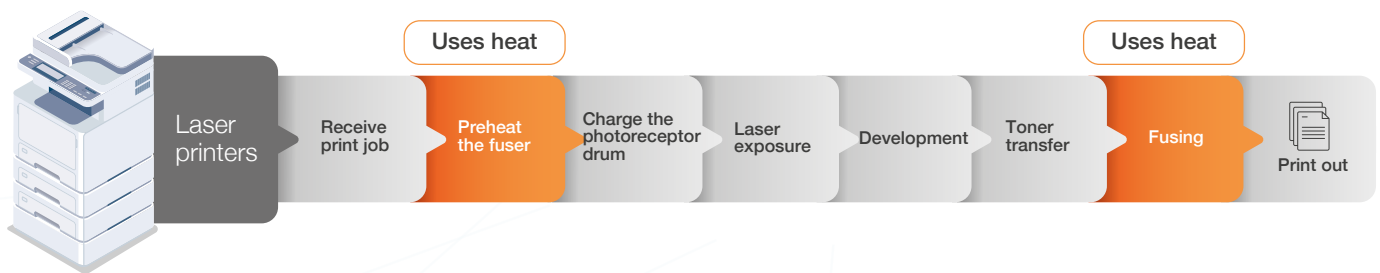 Uses heat
Uses heat
Laser
printers
Receive
print job
Preheat
the fuser
Charge the
photoreceptor
drum
Laser
exposure
Development
Toner
transfer
Fusing
Print out